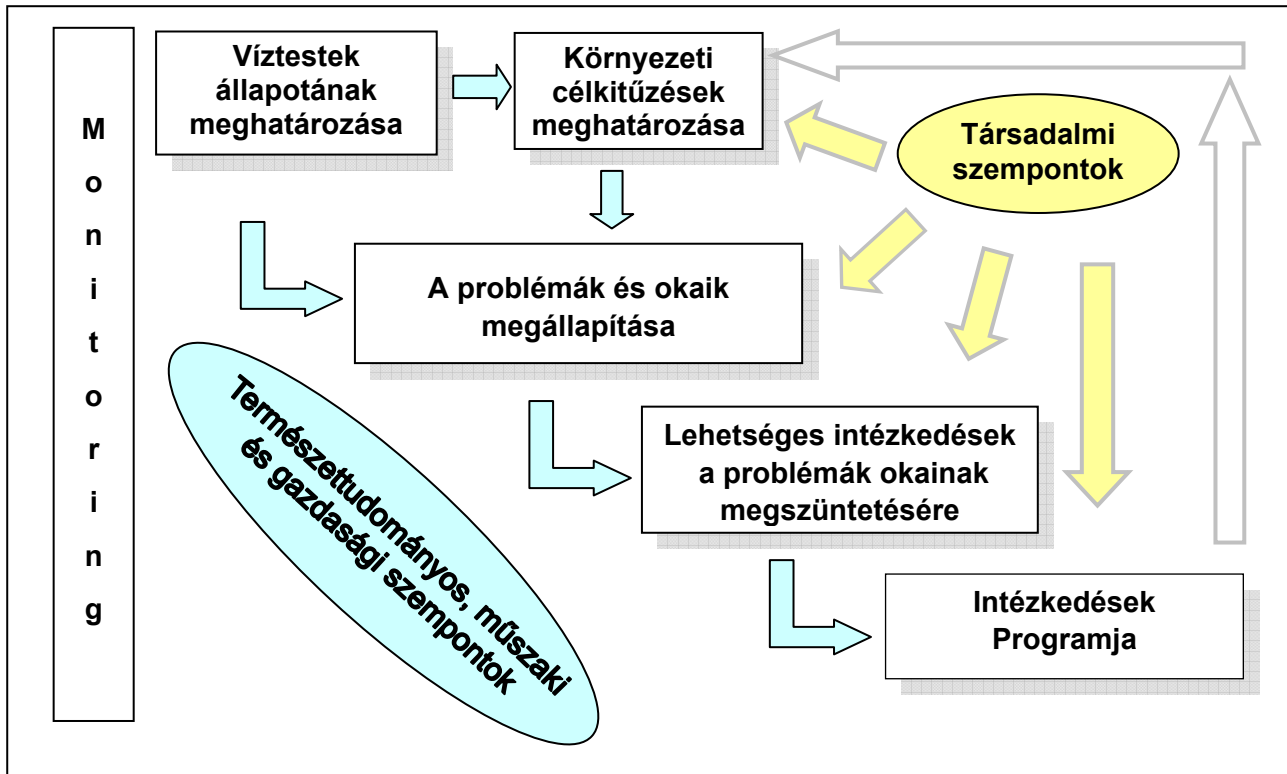 Monitoring
Víztestek
állapotának
meghatározása
Környezeti
célkitűzések
meghatározása
Társadalmi
szempontok
A problémák és okaik
megállapítása
Természettudományos, műszaki
és gazdasági szempontok
Lehetséges intézkedések
a problémák okainak
megszüntetésére
Intézkedések
Programja